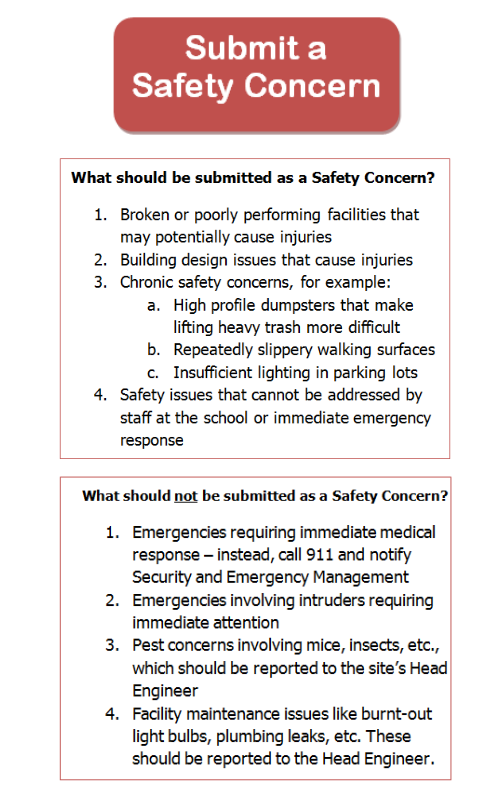 Submit a
Safety Concern
What should be submitted as a Safety Concern?
1. Broken or poorly performing facilities that
may potentially cause injuries
2. Building design issues that cause injuries
3. Chronic safety concerns, for example:
a. High profile dumpsters that make
lifting heavy trash more difficult
b. Repeatedly slippery walking surfaces
c. Insufficient lighting in parking lots
4. Safety issues that cannot be addressed by
staff at the school or immediate emergency
response
What should not be submitted as a Safety Concern?
1. Emergencies requiring immediate medical
response – instead, call 911 and notify
Security and Emergency Management
2. Emergencies involving intruders requiring
immediate attention
3. Pest concerns involving mice, insects, etc.,
which should be reported to the site's Head
Engineer
4. Facility maintenance issues like burnt-out
light bulbs, plumbing leaks, etc. These
should be reported to the Head Engineer.